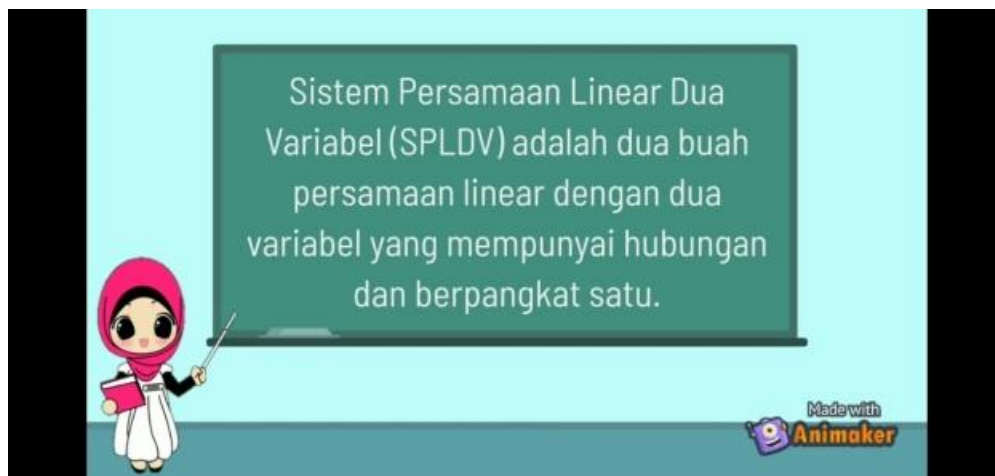 Sistem Persamaan Linear Dua
Variabel (SPLDV) adalah dua buah
persamaan linear dengan dua
variabel yang mempunyai hubungan
dan berpangkat satu.
Made with
Animaker